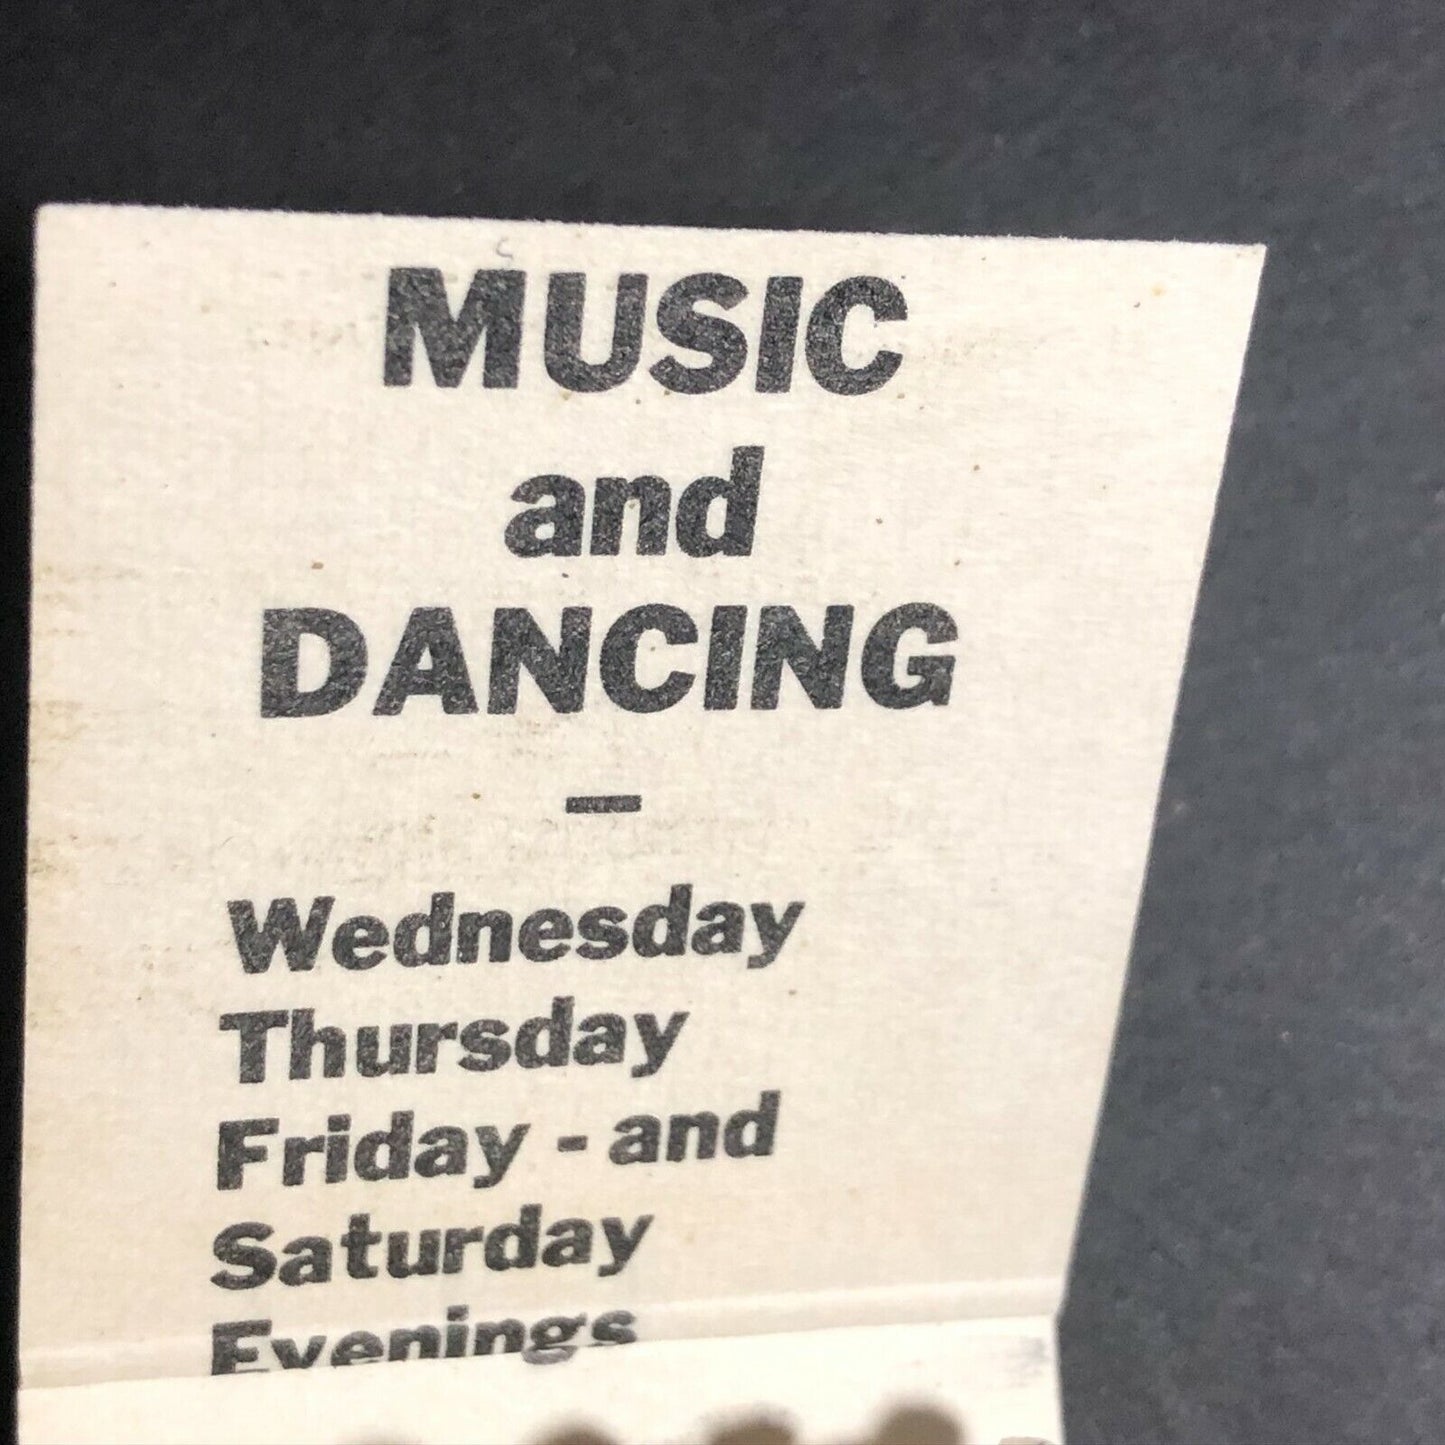 MUSIC
and
DANCING
–
Wednesday
Thursday
Friday - and
Saturday
Evenings